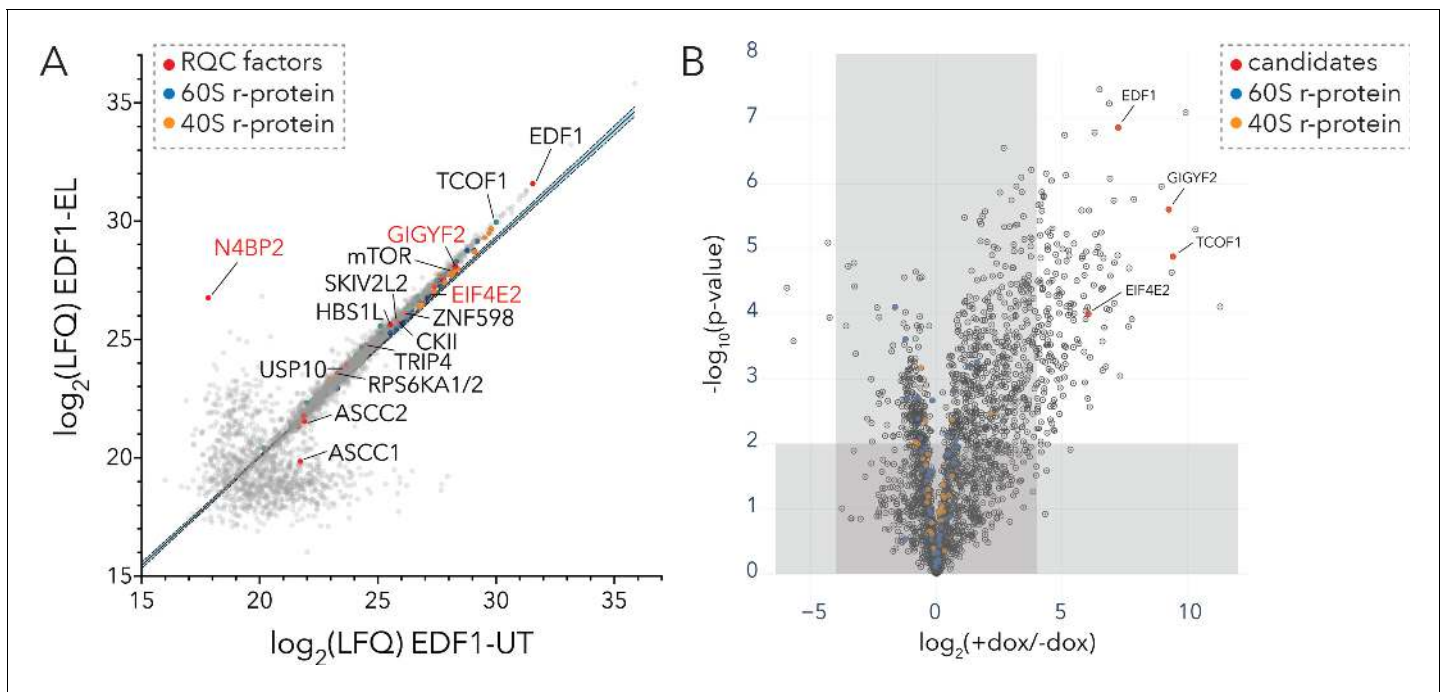 A
RQC factors
60S r-protein
40S r-protein
35
30
25
20
15
15
20
25
30
35
log2(LFQ) EDF1-EL
log2(LFQ) EDF1-UT
EDF1
TCOF1
GIGYF2
N4BP2
mTOR
SKIV2L2
EIF4E2
HBS1L
ZNF598
CKII
TRIP4
USP10
RPS6KA1/2
ASCC2
ASCC1
B
candidates
60S r-protein
40S r-protein
8
7
6
5
4
3
2
1
0
−5
0
5
10
-log10(p-value)
log2(+dox/-dox)
EDF1
GIGYF2
TCOF1
EIF4E2